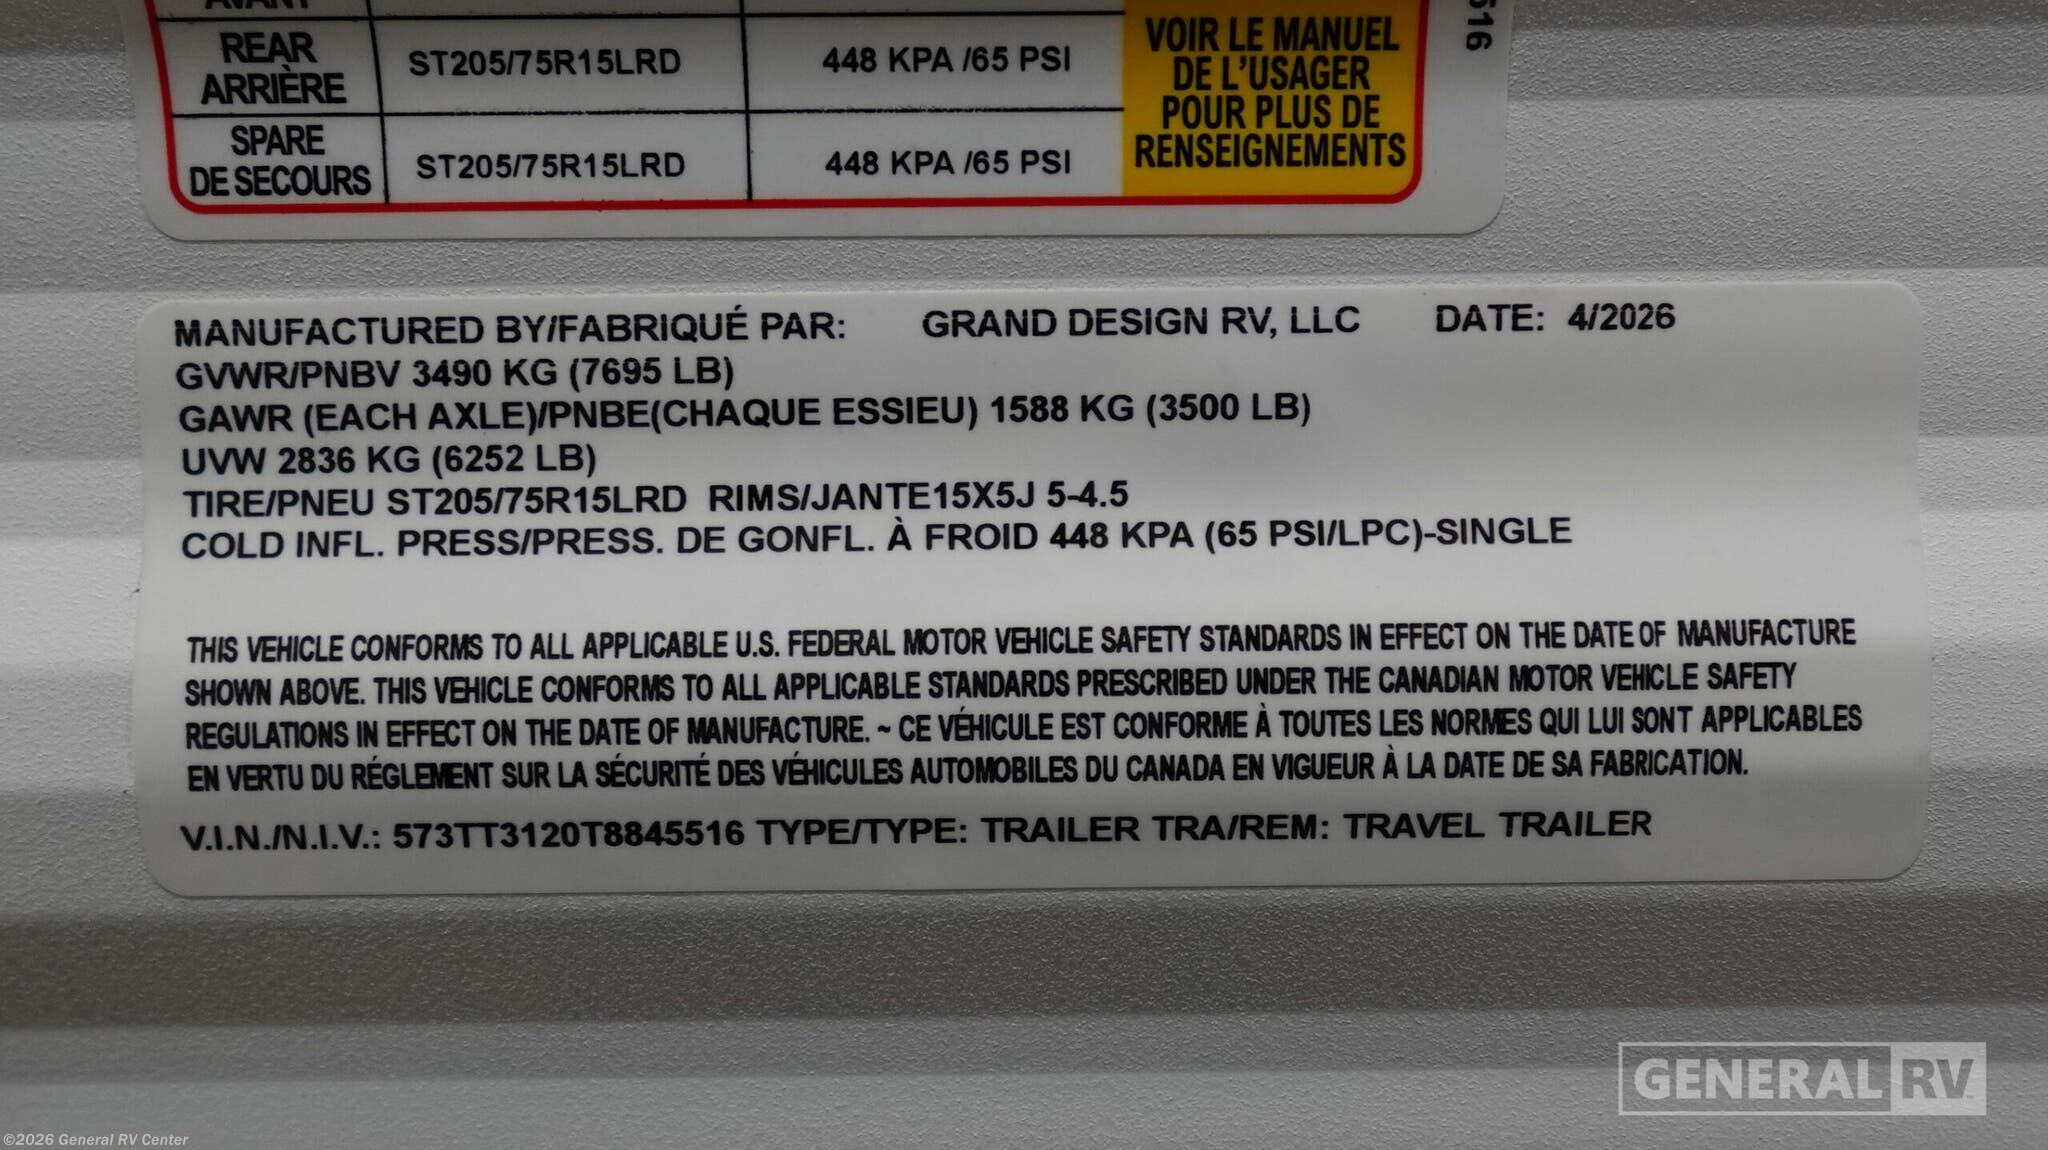 AVANT
REAR
ARRIÈRE
ST205/75R15LRD
448 KPA /65 PSI
SPARE
DE SECOURS
ST205/75R15LRD
448 KPA /65 PSI
VOIR LE MANUEL
DE L'USAGER
POUR PLUS DE
RENSEIGNEMENTS
516
MANUFACTURED BY/FABRIQUÉ PAR: GRAND DESIGN RV, LLC DATE: 4/2026
GVWR/PNBV 3490 KG (7695 LB)
GAWR (EACH AXLE)/PNBE(CHAQUE ESSIEU) 1588 KG (3500 LB)
UVW 2836 KG (6252 LB)
TIRE/PNEU ST205/75R15LRD RIMS/JANTE15X5J 5-4.5
COLD INFL. PRESS/PRESS. DE GONFL. À FROID 448 KPA (65 PSI/LPC)-SINGLE
THIS VEHICLE CONFORMS TO ALL APPLICABLE U.S. FEDERAL MOTOR VEHICLE SAFETY STANDARDS IN EFFECT ON THE DATE OF MANUFACTURE
SHOWN ABOVE. THIS VEHICLE CONFORMS TO ALL APPLICABLE STANDARDS PRESCRIBED UNDER THE CANADIAN MOTOR VEHICLE SAFETY
REGULATIONS IN EFFECT ON THE DATE OF MANUFACTURE. ~ CE VÉHICULE EST CONFORME À TOUTES LES NORMES QUI LUI SONT APPLICABLES
EN VERTU DU RÉGLEMENT SUR LA SÉCURITÉ DES VÉHICULES AUTOMOBILES DU CANADA EN VIGUEUR À LA DATE DE SA FABRICATION.
V.I.N./N.I.V.: 573TT3120T8845516 TYPE/TYPE: TRAILER TRA/REM: TRAVEL TRAILER
GENERAL RV
©2026 General RV Center